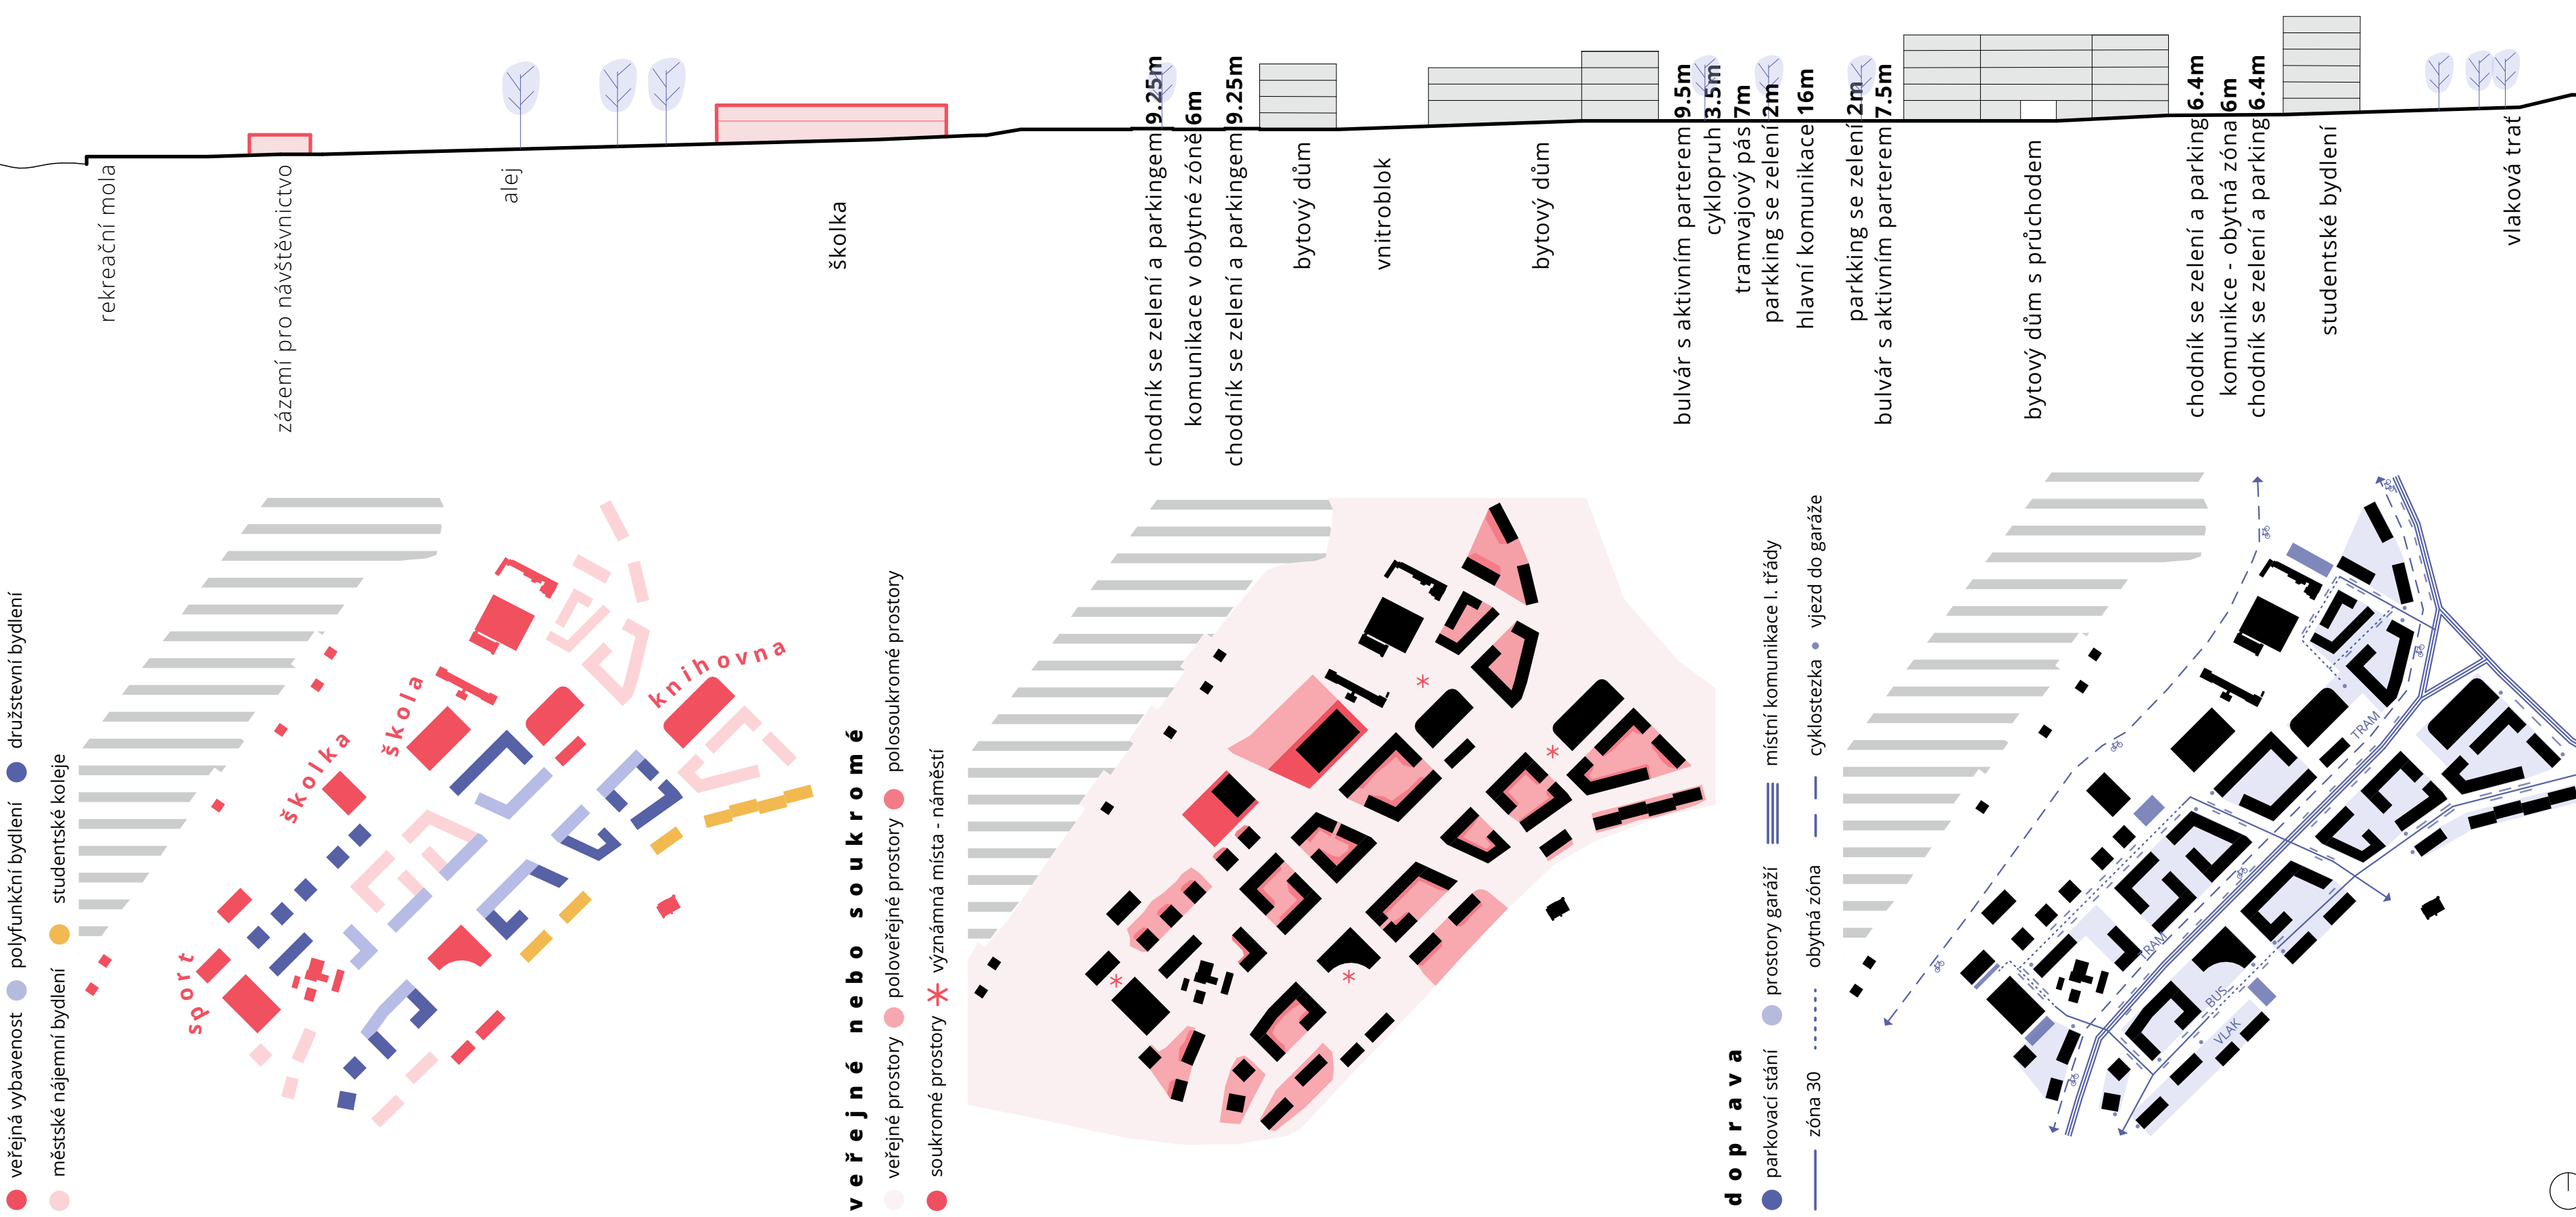 rekreační mola
zázemí pro návštěvnictvo
alej
školka
chodník se zelení a parkingem 9.25m
komunikace v obytné zóně 6m
chodník se zelení a parkingem 9.25m
bytový dům
vnitroblok
bytový dům
bulvár s aktivním parterem 9.5m
cyklopruh 3.5m
tramvajový pás 7m
parkking se zelení 2m
hlavní komunikace 16m
parkking se zelení 2m
bulvár s aktivním parterem 7.5m
bytový dům s průchodem
chodník se zelení a parking 6.4m
komunikce - obytná zóna 6m
chodník se zelení a parking 6.4m
studentské bydlení
vlaková trať
veřejná vybavenost
polyfunkční bydlení
družstevní bydlení
městské nájemní bydlení
studentské koleje
škola
školka
knihovna
sport
veřejné nebo soukromé
veřejné prostory
poloveřejné prostory
polosoukromé prostory
soukromé prostory
významná místa - náměstí
doprava
parkovací stání
prostory garáží
místní komunikace I. třády
zóna 30
obytná zóna
cyklostezka
vjezd do garáže
TRAM
TRAM
BUS
VLAK